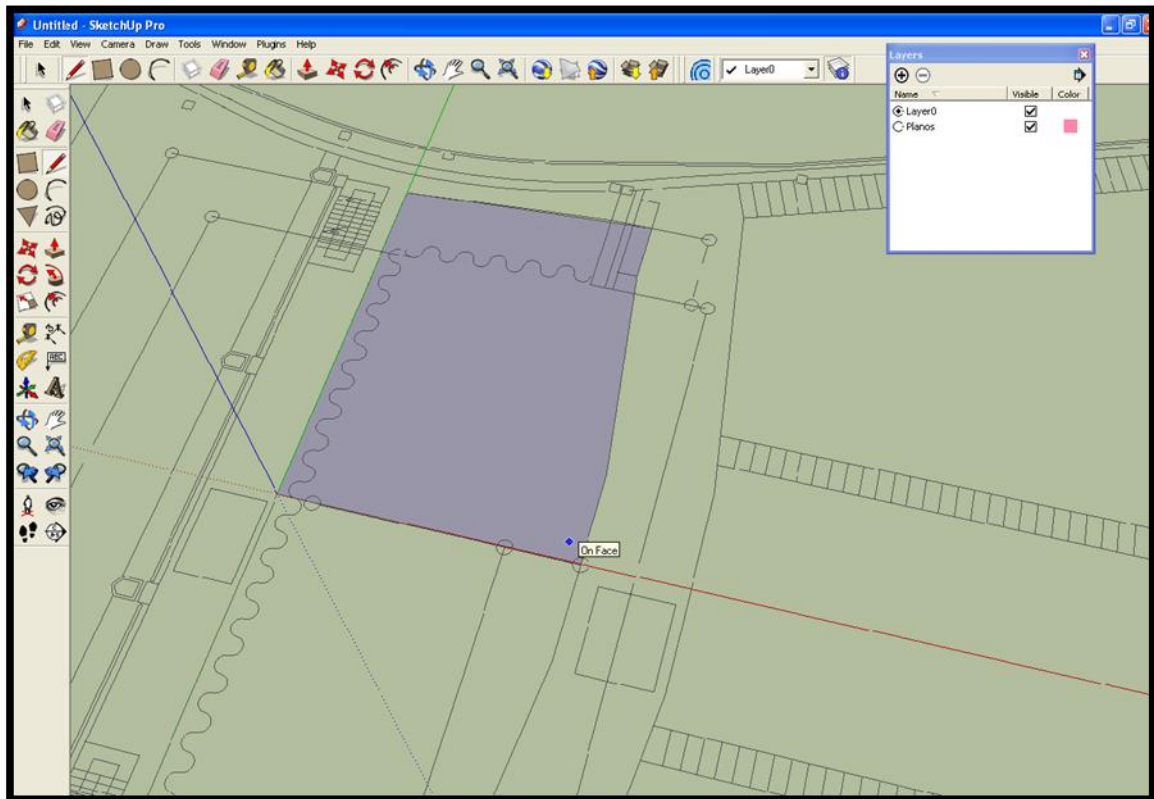 Untitled - SketchUp Pro
File Edit View Camera Draw Tools Window Plugins Help
Layer0
Layers
Name Visible Color
Layer0
Planos
ABC
On Face